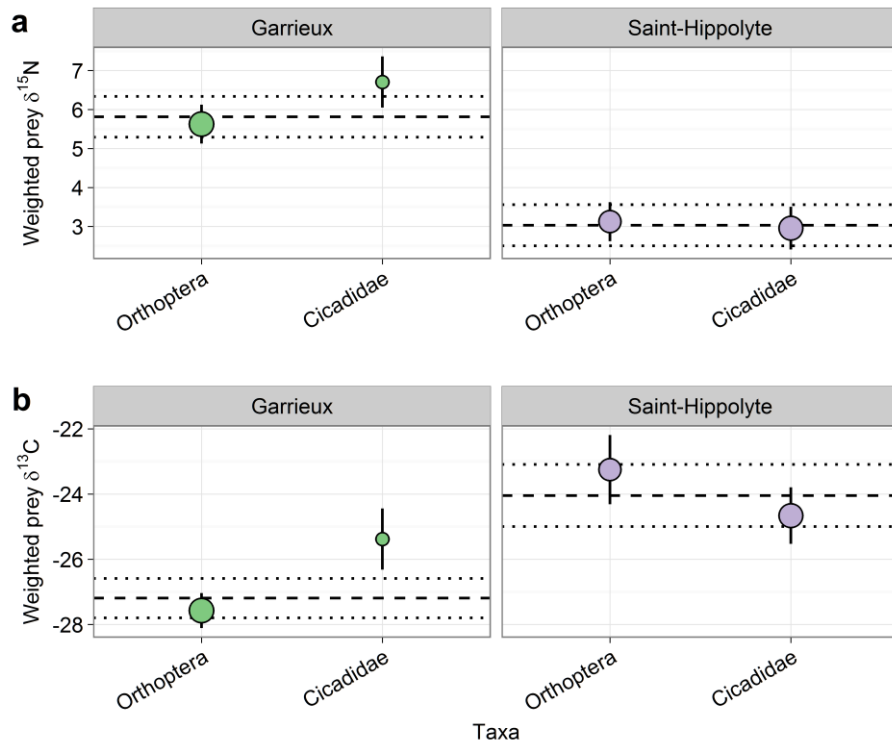 a
Garrieux
Saint-Hippolyte
Weighted prey δ¹⁵N
7
6
5
4
3
Orthoptera
Cicadidae
Orthoptera
Cicadidae
b
Garrieux
Saint-Hippolyte
Weighted prey δ¹³C
-22
-24
-26
-28
Orthoptera
Cicadidae
Orthoptera
Cicadidae
Taxa